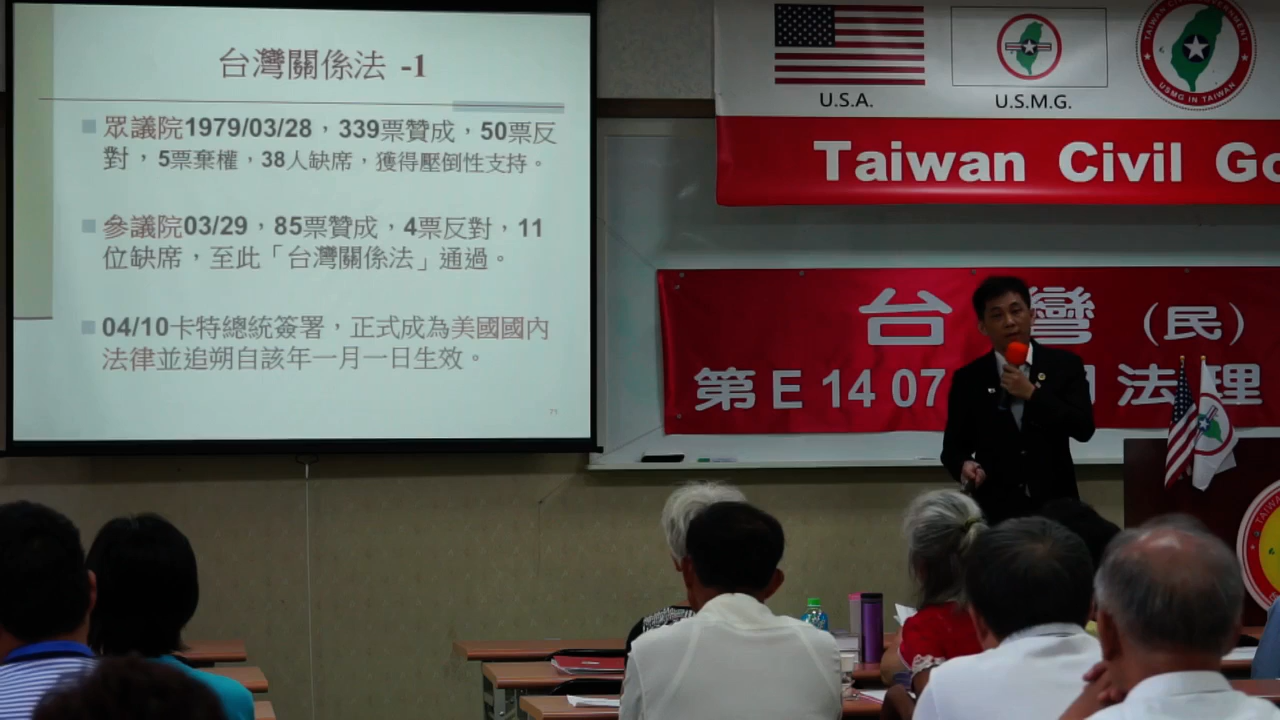 台灣關係法 -1
眾議院1979/03/28，339票贊成，50票反
對，5票棄權，38人缺席，獲得壓倒性支持。
參議院03/29，85票贊成，4票反對，11
位缺席，至此「台灣關係法」通過。
04/10卡特總統簽署，正式成為美國國內
法律並追朔自該年一月一日生效。
71
U.S.A.
U.S.M.G.
USMG IN TAIWAN
Taiwan Civil Go
台 灣 （民）
第 E 14 07 法 理